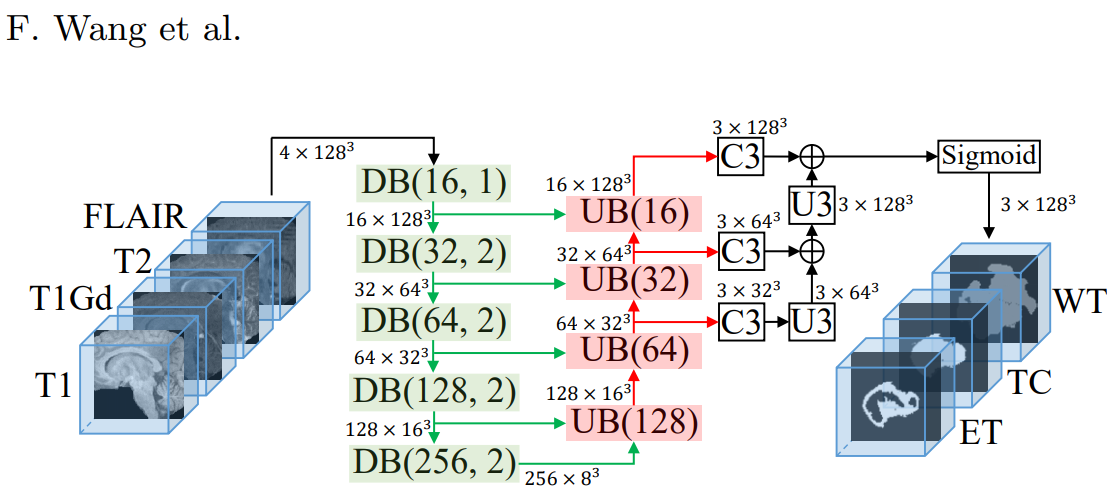 F. Wang et al.
4 × 128³
3 × 128³
DB(16, 1)
C3
Sigmoid
16 × 128³
FLAIR
16 × 128³
UB(16)
U3
3 × 128³
3 × 128³
T2
DB(32, 2)
3 × 64³
32 × 64³
C3
T1Gd
32 × 64³
UB(32)
3 × 32³
3 × 64³
WT
DB(64, 2)
64 × 32³
C3
U3
64 × 32³
UB(64)
T1
DB(128, 2)
128 × 16³
TC
128 × 16³
UB(128)
ET
DB(256, 2)
256 × 8³